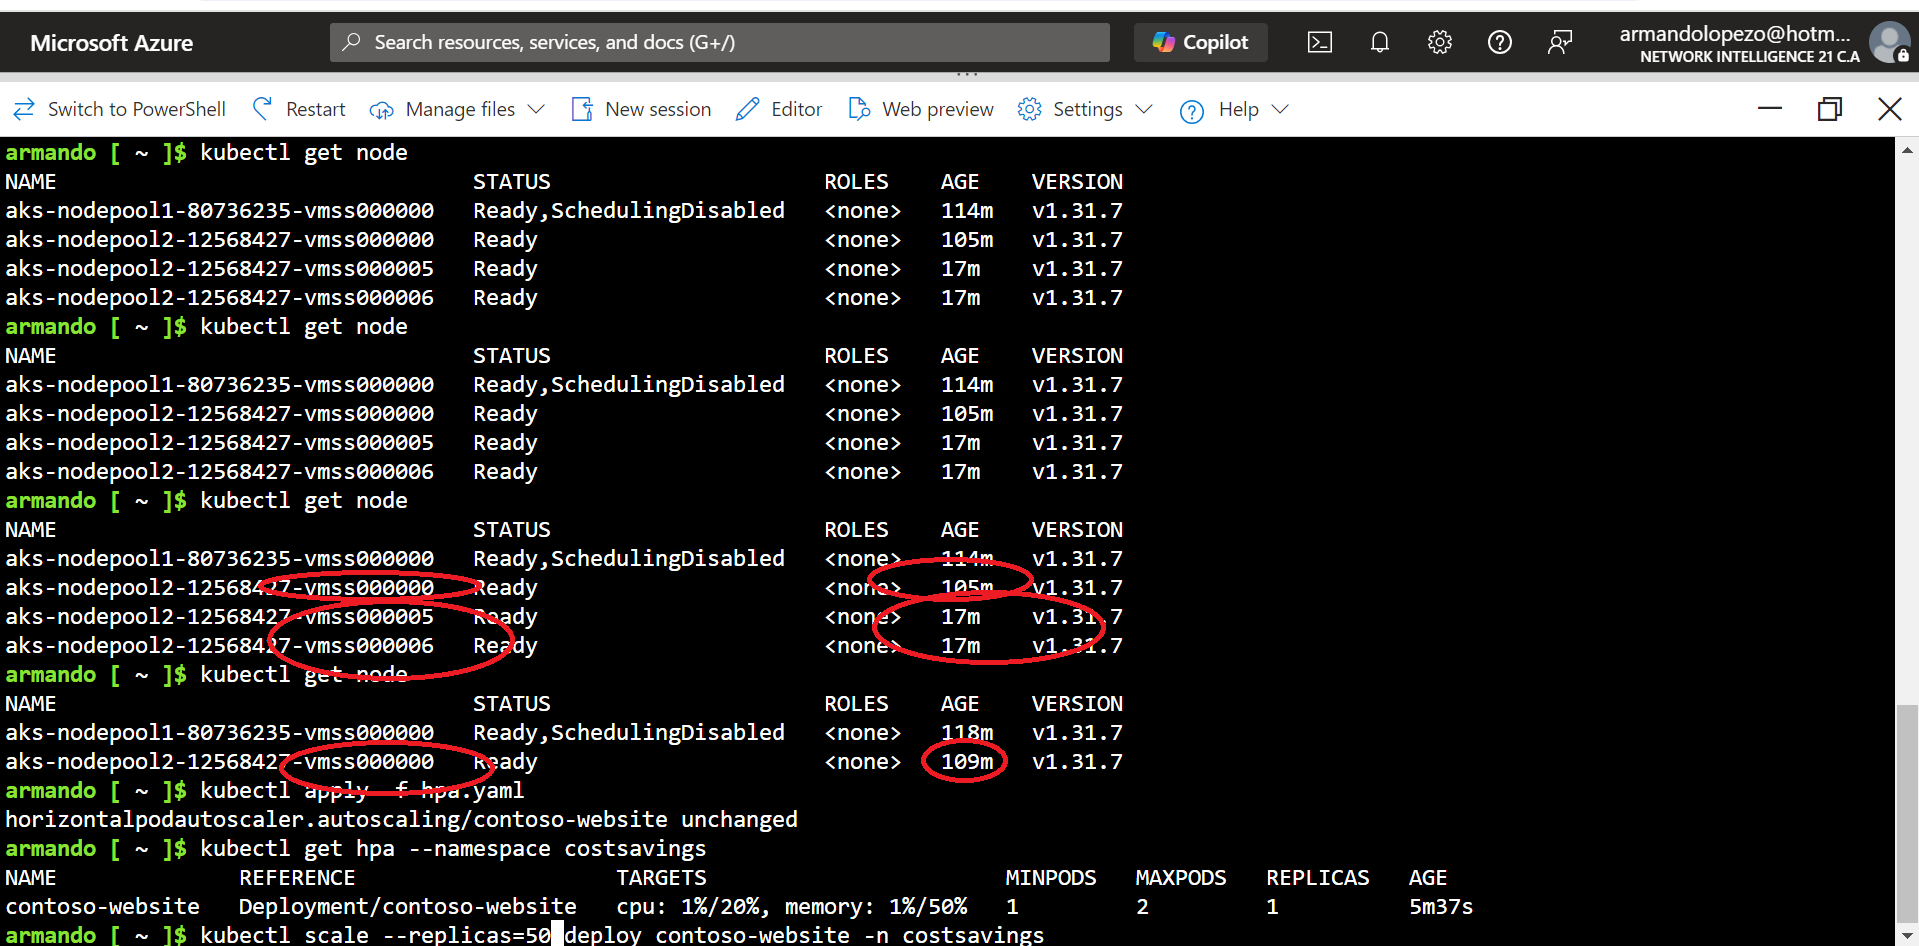 Microsoft Azure
Search resources, services, and docs (G+/)
Copilot
armandolopezo@hotm...
NETWORK INTELLIGENCE 21 C.A
Switch to PowerShell Restart Manage files New session Editor Web preview Settings Help
armando [ ~ ]$ kubectl get node
NAME STATUS ROLES AGE VERSION
aks-nodepool1-80736235-vmss000000 Ready,SchedulingDisabled <none> 114m v1.31.7
aks-nodepool2-12568427-vmss000000 Ready <none> 105m v1.31.7
aks-nodepool2-12568427-vmss000005 Ready <none> 17m v1.31.7
aks-nodepool2-12568427-vmss000006 Ready <none> 17m v1.31.7
armando [ ~ ]$ kubectl get node
NAME STATUS ROLES AGE VERSION
aks-nodepool1-80736235-vmss000000 Ready,SchedulingDisabled <none> 114m v1.31.7
aks-nodepool2-12568427-vmss000000 Ready <none> 105m v1.31.7
aks-nodepool2-12568427-vmss000005 Ready <none> 17m v1.31.7
aks-nodepool2-12568427-vmss000006 Ready <none> 17m v1.31.7
armando [ ~ ]$ kubectl get node
NAME STATUS ROLES AGE VERSION
aks-nodepool1-80736235-vmss000000 Ready,SchedulingDisabled <none> 114m v1.31.7
aks-nodepool2-12568427-vmss000000 Ready <none> 105m v1.31.7
aks-nodepool2-12568427-vmss000005 Ready <none> 17m v1.31.7
aks-nodepool2-12568427-vmss000006 Ready <none> 17m v1.31.7
armando [ ~ ]$ kubectl get node
NAME STATUS ROLES AGE VERSION
aks-nodepool1-80736235-vmss000000 Ready,SchedulingDisabled <none> 118m v1.31.7
aks-nodepool2-12568427-vmss000000 Ready <none> 109m v1.31.7
armando [ ~ ]$ kubectl apply -f hpa.yaml
horizontalpodautoscaler.autoscaling/contoso-website unchanged
armando [ ~ ]$ kubectl get hpa --namespace costsavings
NAME REFERENCE TARGETS MINPODS MAXPODS REPLICAS AGE
contoso-website Deployment/contoso-website cpu: 1%/20%, memory: 1%/50% 1 2 1 5m37s
armando [ ~ ]$ kubectl scale --replicas=50 deploy contoso-website -n costsavings